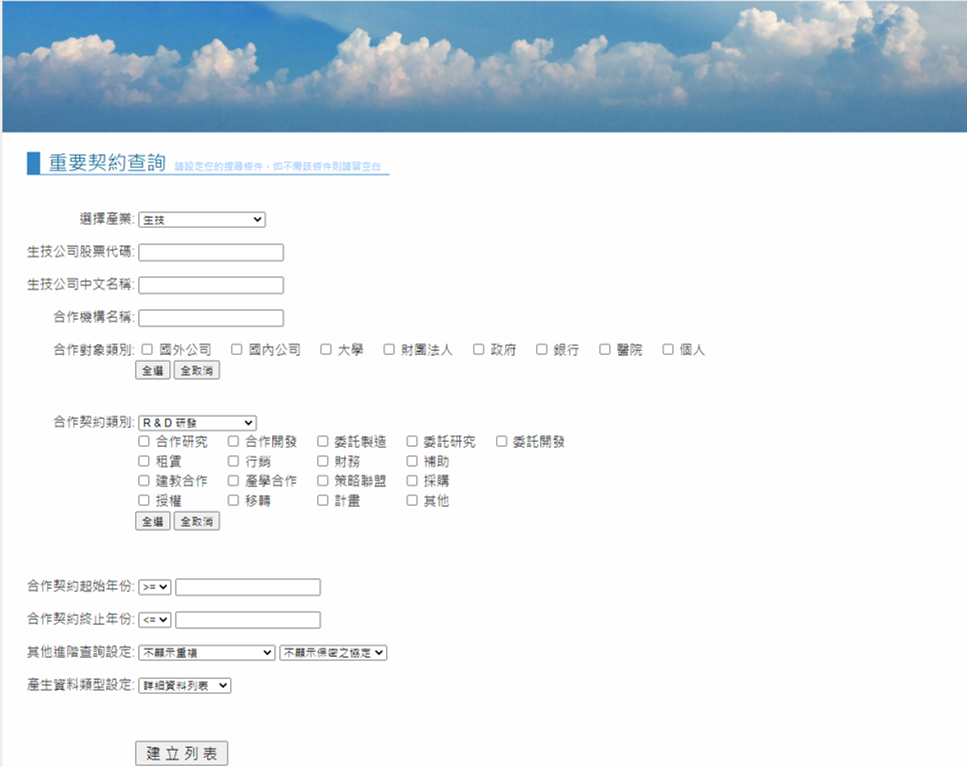 重要契約查詢 請設定您的搜尋條件，如不需該條件則請留空白
選擇產業: 生技
生技公司股票代碼:
生技公司中文名稱:
合作機構名稱:
合作對象類別: 國外公司 國內公司 大學 財團法人 政府 銀行 醫院 個人
全選 全取消
合作契約類別: R & D 研發
合作研究 合作開發 委託製造 委託研究 委託開發
租賃 行銷 財務 補助
建教合作 產學合作 策略聯盟 採購
授權 移轉 計畫 其他
全選 全取消
合作契約起始年份: >=
合作契約終止年份: <=
其他進階查詢設定: 不顯示重複 不顯示保密之協定
產生資料類型設定: 詳細資料列表
建立列表